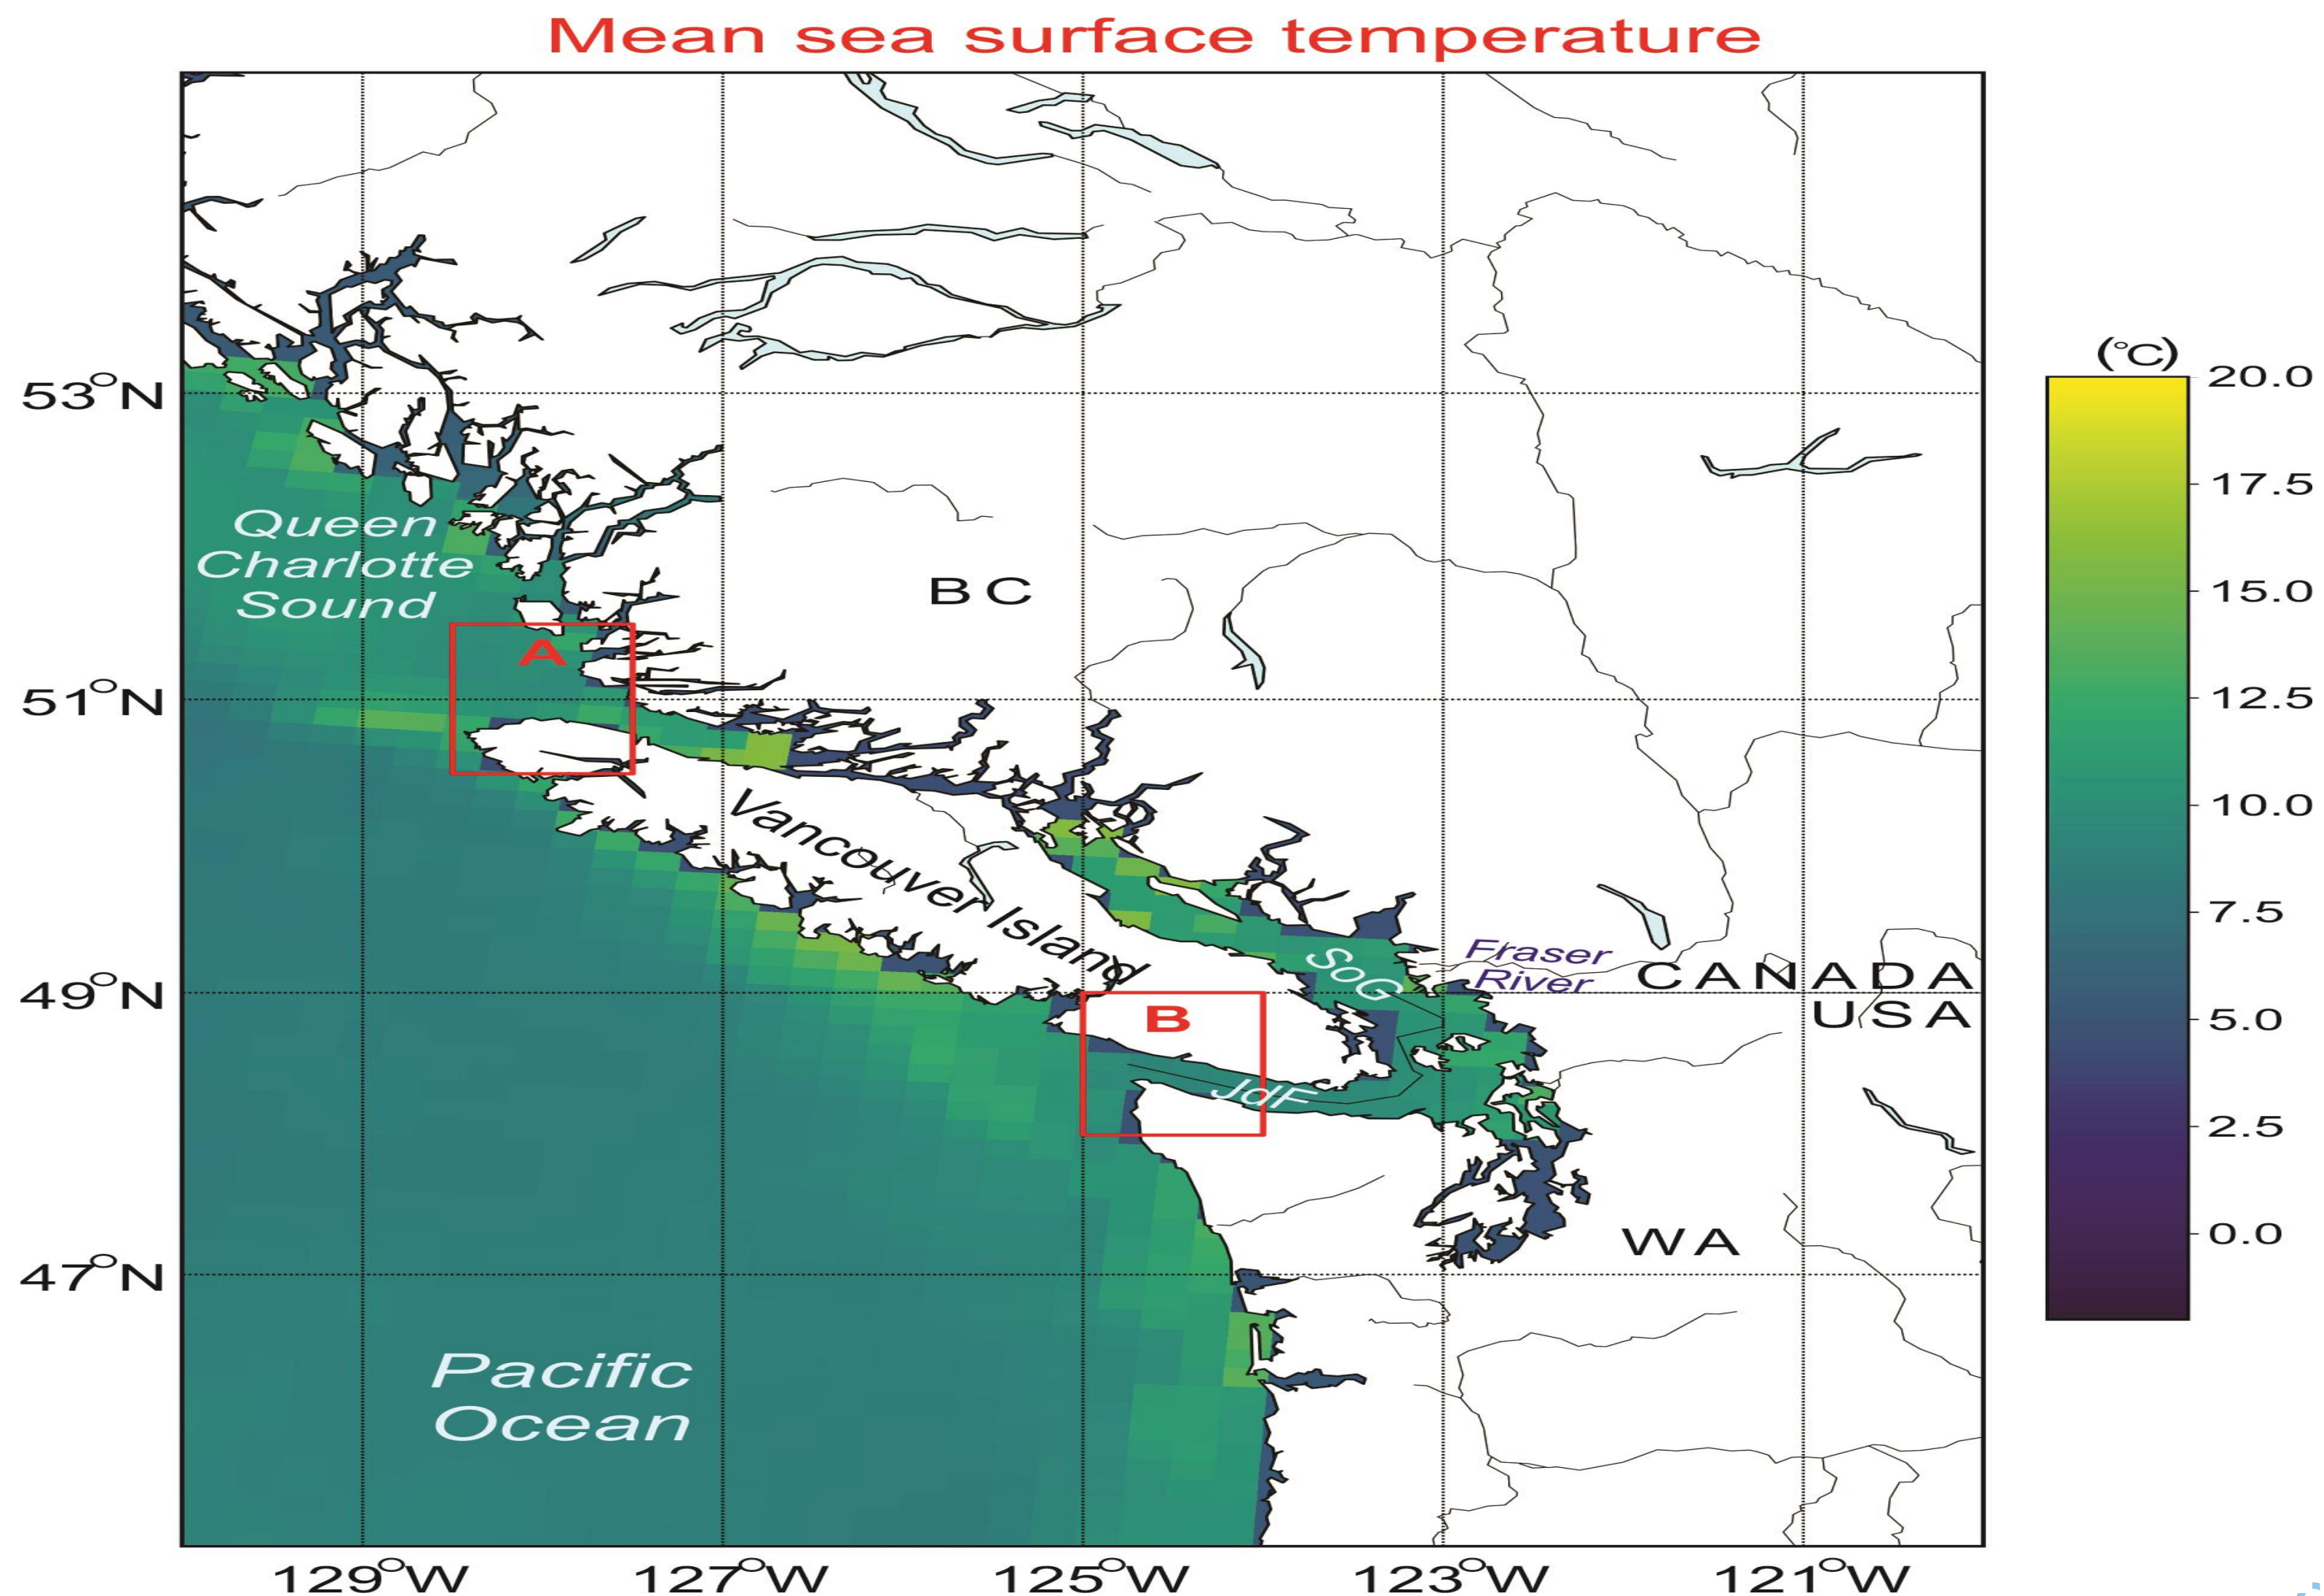 Mean sea surface temperature
(°C)
20.0
17.5
15.0
12.5
10.0
7.5
5.0
2.5
0.0
53°N
51°N
49°N
47°N
Queen
Charlotte
Sound
BC
A
Vancouver Island
SoG
Fraser
River
CANADA
USA
B
JdF
WA
Pacific
Ocean
129°W
127°W
125°W
123°W
121°W